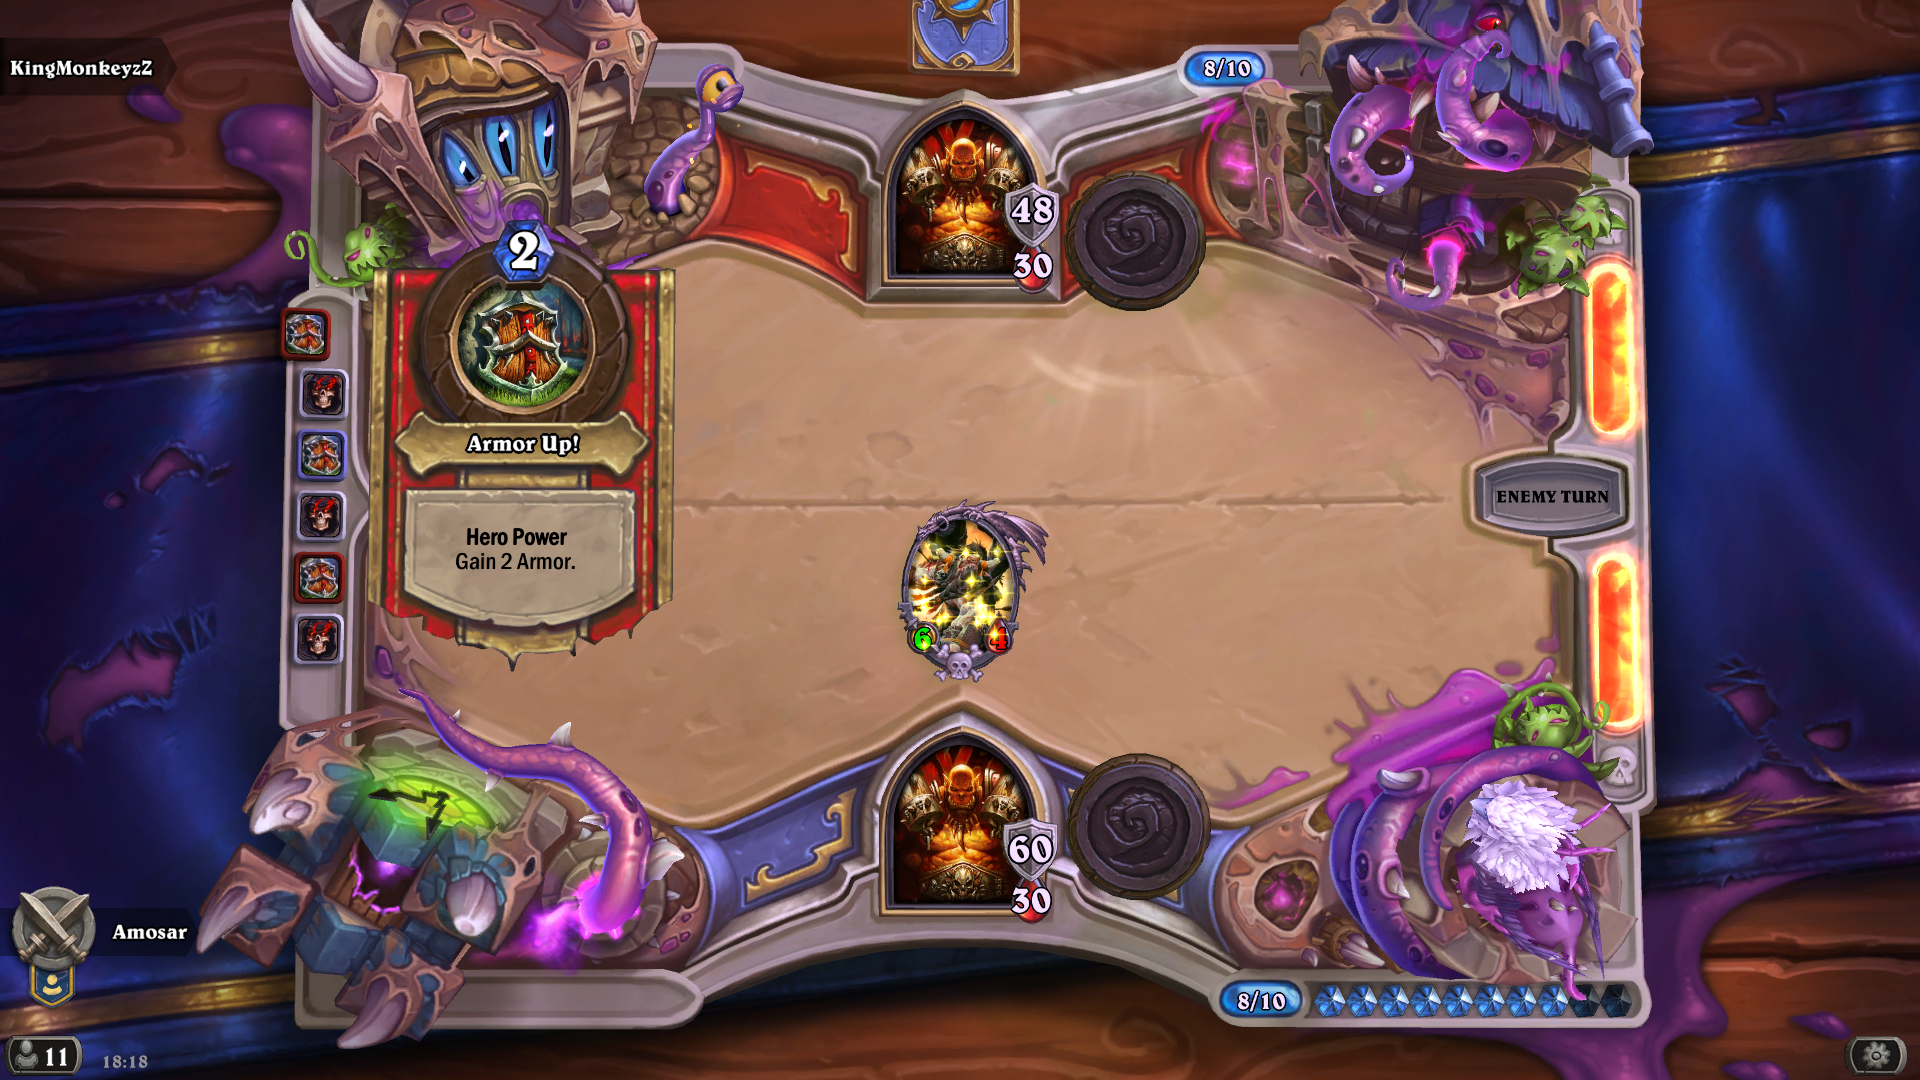 KingMonkeyzZ
8/10
48
30
2
Armor Up!
Hero Power
Gain 2 Armor.
ENEMY TURN
6
4
60
30
Amosar
8/10
11
18:18